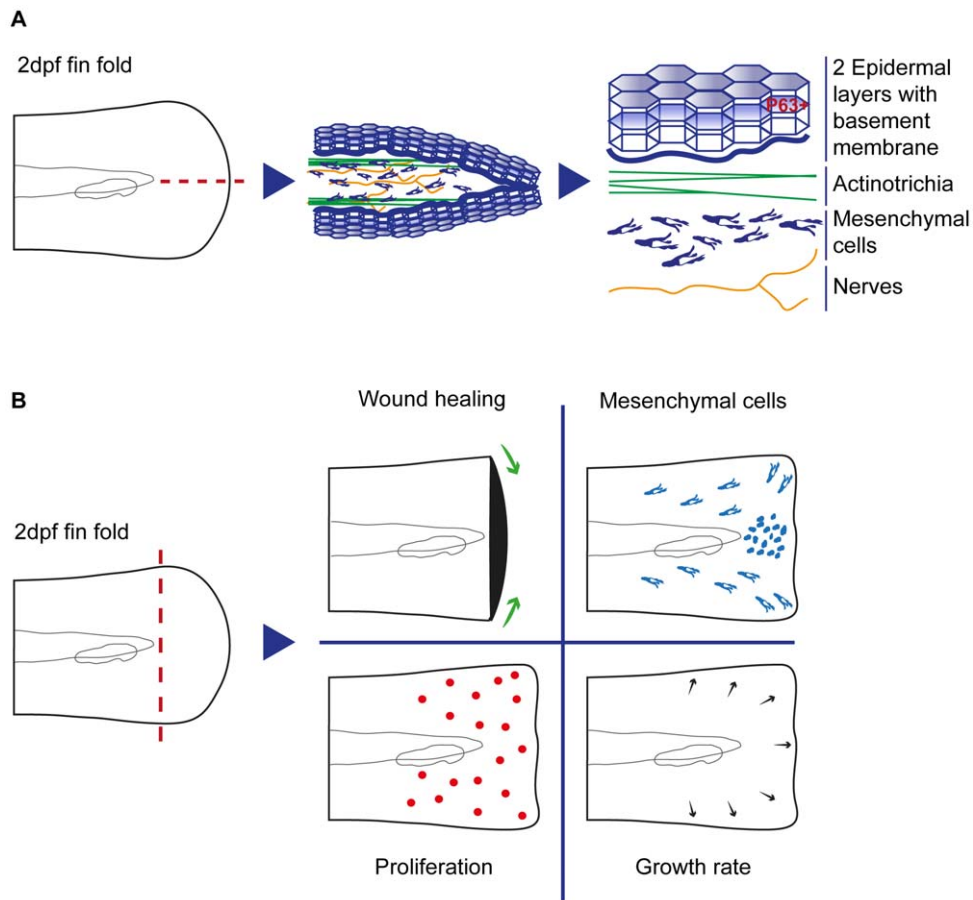 A
2dpf fin fold
2 Epidermal
layers with
basement
membrane
P63+
Actinotrichia
Mesenchymal
cells
Nerves
B
Wound healing
Mesenchymal cells
2dpf fin fold
Proliferation
Growth rate